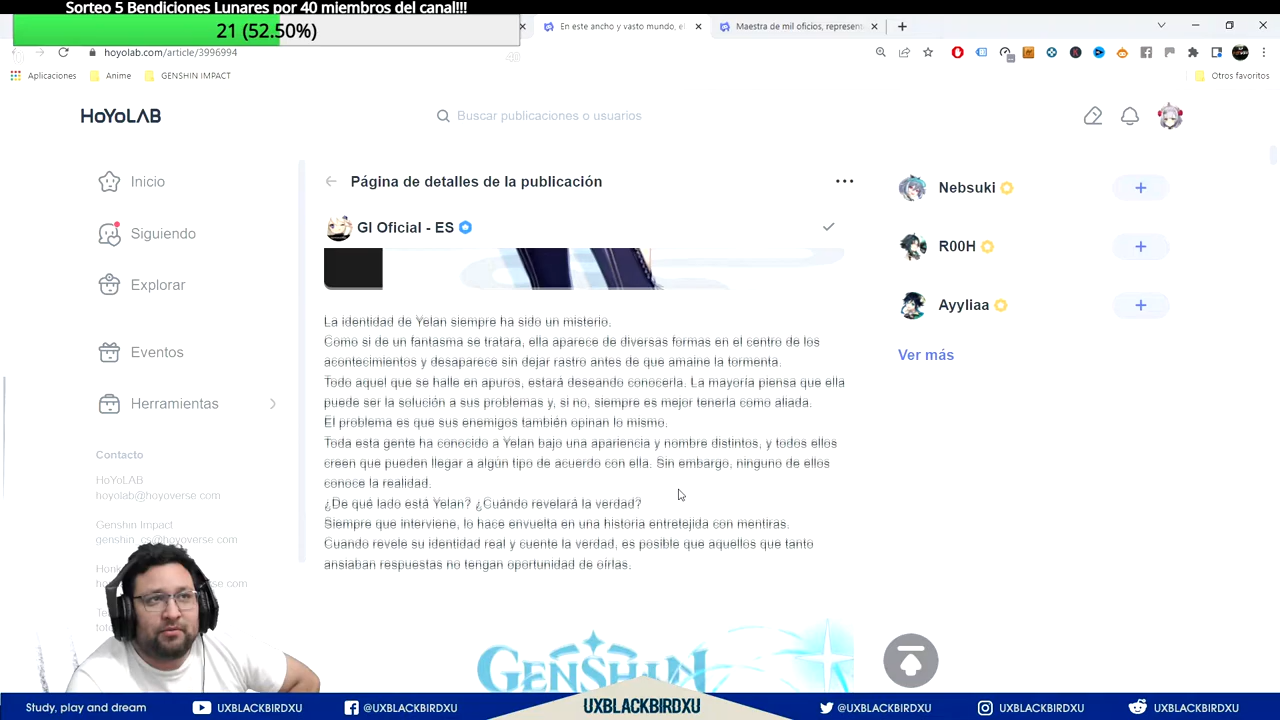 Sorteo 5 Bendiciones Lunares por 40 miembros del canal!!!
21 (52.50%)
En este ancho y vasto mundo, el
Maestra de mil oficios, represent
hoyolab.com/article/3996994
Aplicaciones
Anime
GENSHIN IMPACT
Otros favoritos
HoYoLAB
Buscar publicaciones o usuarios
Inicio
Siguiendo
Explorar
Eventos
Herramientas
Contacto
HoYoLAB
hoyolab@hoyoverse.com
Genshin Impact
genshin_cs@hoyoverse.com
Página de detalles de la publicación
GI Oficial - ES
La identidad de Yelan siempre ha sido un misterio.
Como si de un fantasma se tratara, ella aparece de diversas formas en el centro de los
acontecimientos y desaparece sin dejar rastro antes de que amaine la tormenta.
Todo aquel que se halle en apuros, estará deseando conocerla. La mayoría piensa que ella
puede ser la solución a sus problemas y, si no, siempre es mejor tenerla como aliada.
El problema es que sus enemigos también opinan lo mismo.
Toda esta gente ha conocido a Yelan bajo una apariencia y nombre distintos, y todos ellos
creen que pueden llegar a algún tipo de acuerdo con ella. Sin embargo, ninguno de ellos
conoce la realidad.
¿De qué lado está Yelan? ¿Cuándo revelará la verdad?
Siempre que interviene, lo hace envuelta en una historia entretejida con mentiras.
Cuando revele su identidad real y cuente la verdad, es posible que aquellos que tanto
ansiaban respuestas no tengan oportunidad de oírlas.
GENSHIN
Nebsuki
R00H
Ayyliaa
Ver más
Study, play and dream
UXBLACKBIRDXU
UXBLACKBIRDXU
UXBLACKBIRDXU
UXBLACKBIRDXU
UXBLACKBIRDXU
UXBLACKBIRDXU